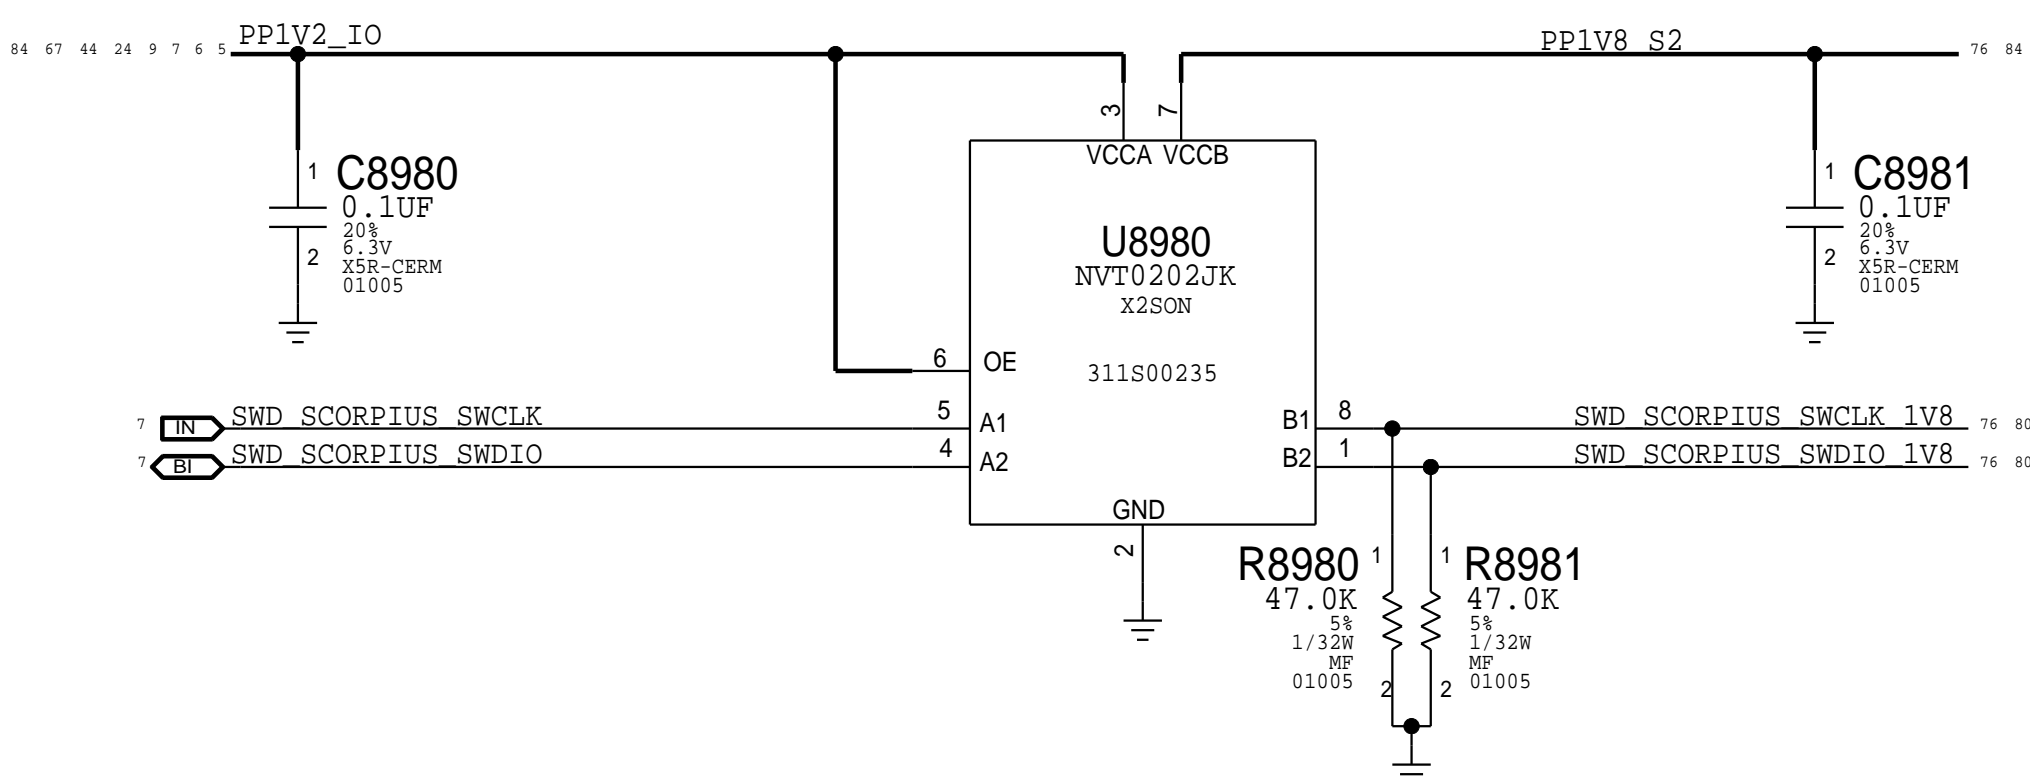 PP1V2_IO
84 67 44 24 9 7 6 5
PP1V8_S2
76 84
3
7
VCCA VCCB
1
C8980
0.1UF
20%
6.3V
2
X5R-CERM
01005
U8980
NVT0202JK
X2SON
311S00235
1
C8981
0.1UF
20%
6.3V
2
X5R-CERM
01005
6 OE
7 IN SWD_SCORPIUS_SWCLK 5 A1
7 BI SWD_SCORPIUS_SWDIO 4 A2
B1 8 SWD_SCORPIUS_SWCLK_1V8 76 80
B2 1 SWD_SCORPIUS_SWDIO_1V8 76 80
GND
2
R8980 1
47.0K
5%
1/32W
MF
01005 2
1 R8981
47.0K
5%
1/32W
MF
2 01005